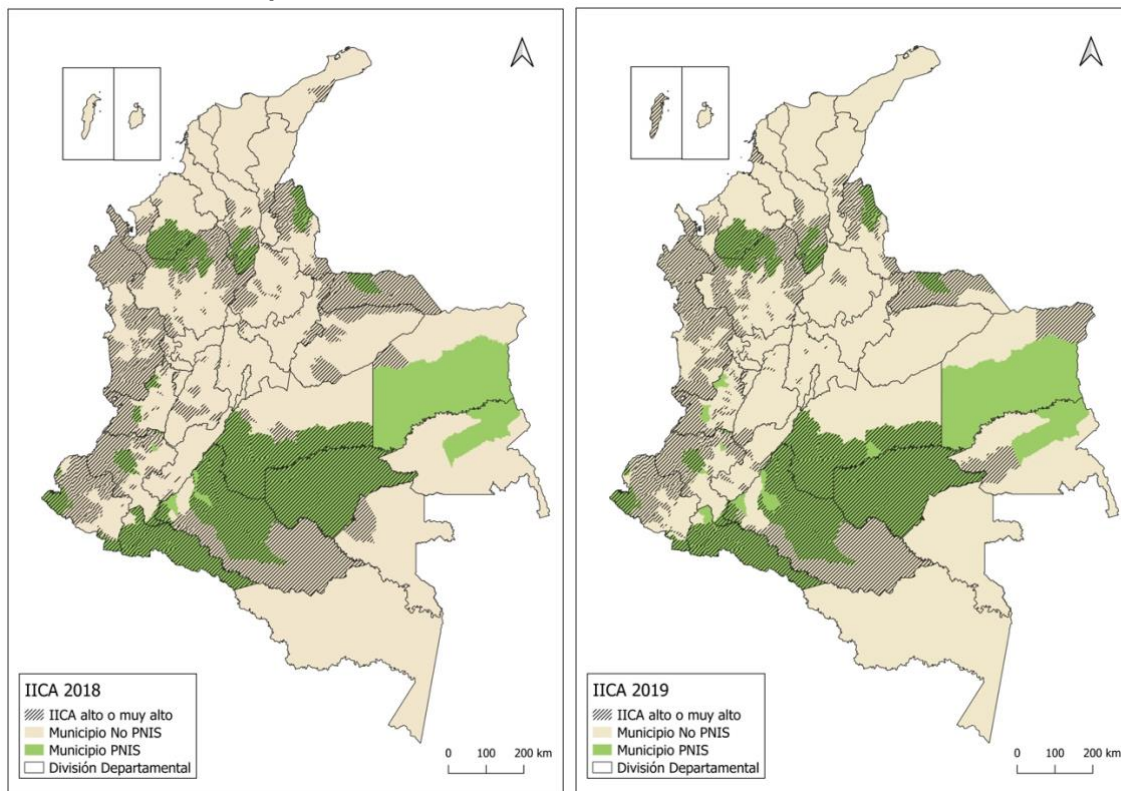 IICA 2018
IICA alto o muy alto
Municipio No PNIS
Municipio PNIS
División Departamental
0 100 200 km
IICA 2019
IICA alto o muy alto
Municipio No PNIS
Municipio PNIS
División Departamental
0 100 200 km